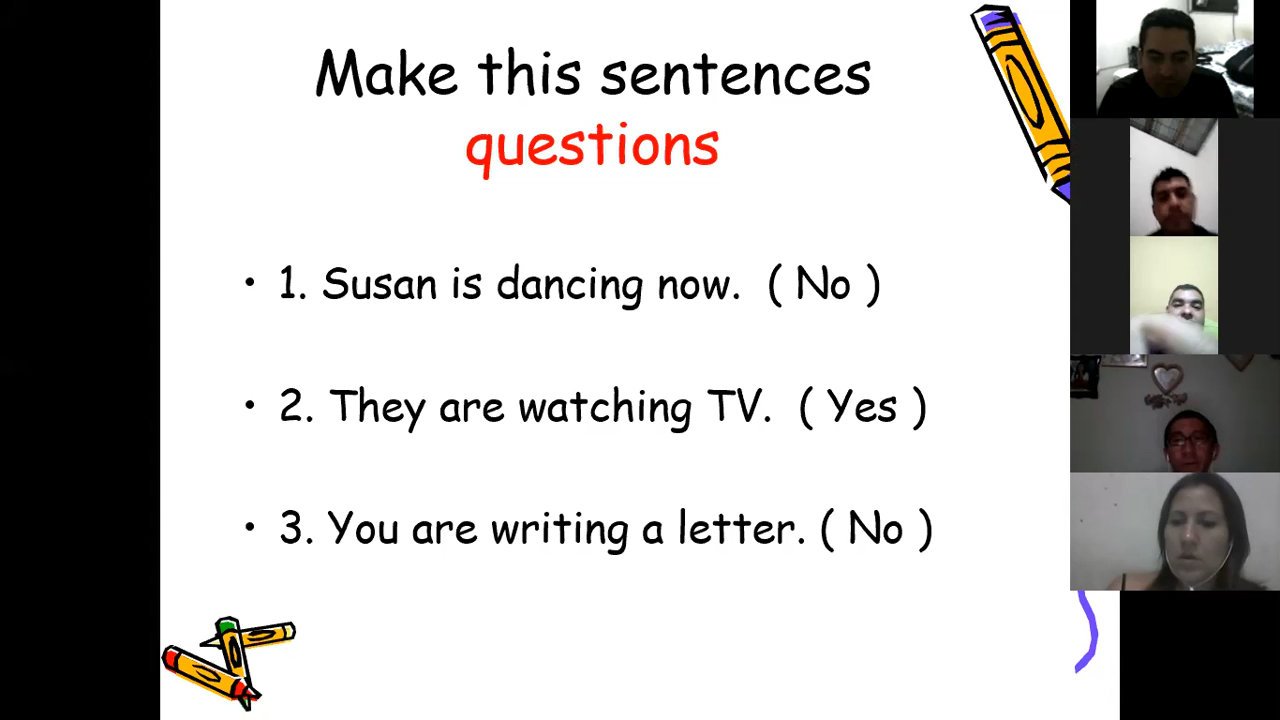 Make this sentences
questions
• 1. Susan is dancing now. ( No )
• 2. They are watching TV. ( Yes )
• 3. You are writing a letter. ( No )